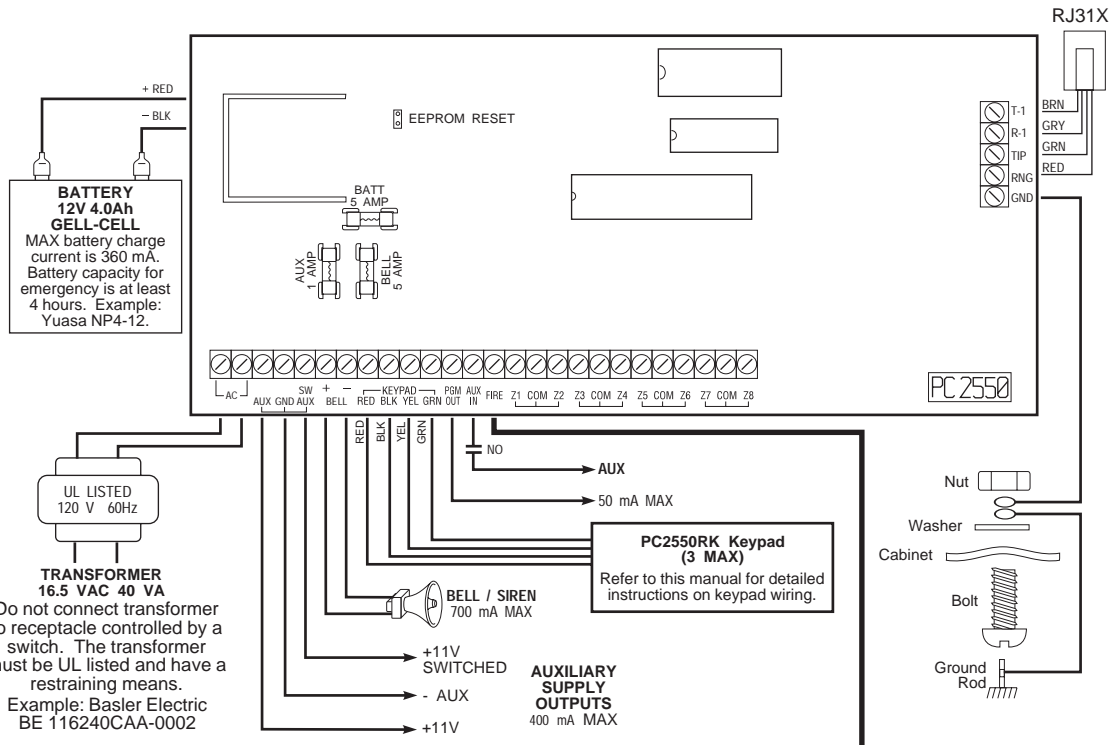 RJ31X
+ RED
– BLK
EEPROM RESET
BATTERY
12V 4.0Ah
GELL-CELL
MAX battery charge
current is 360 mA.
Battery capacity for
emergency is at least
4 hours. Example:
Yuasa NP4-12.
BATT
5 AMP
AUX
1 AMP
BELL
5 AMP
T-1
R-1
TIP
RNG
GND
BRN
GRY
GRN
RED
PC2550
AC
AUX GND SW AUX
+ –
BELL
KEYPAD
RED BLK YEL GRN
PGM OUT
AUX IN
FIRE
Z1 COM Z2
Z3 COM Z4
Z5 COM Z6
Z7 COM Z8
RED
BLK
YEL
GRN
NO
AUX
50 mA MAX
UL LISTED
120 V 60Hz
TRANSFORMER
16.5 VAC 40 VA
Do not connect transformer
to receptacle controlled by a
switch. The transformer
must be UL listed and have a
restraining means.
Example: Basler Electric
BE 116240CAA-0002
PC2550RK Keypad
(3 MAX)
Refer to this manual for detailed
instructions on keypad wiring.
BELL / SIREN
700 mA MAX
+11V
SWITCHED
- AUX
+11V
AUXILIARY
SUPPLY
OUTPUTS
400 mA MAX
Nut
Washer
Cabinet
Bolt
Ground
Rod